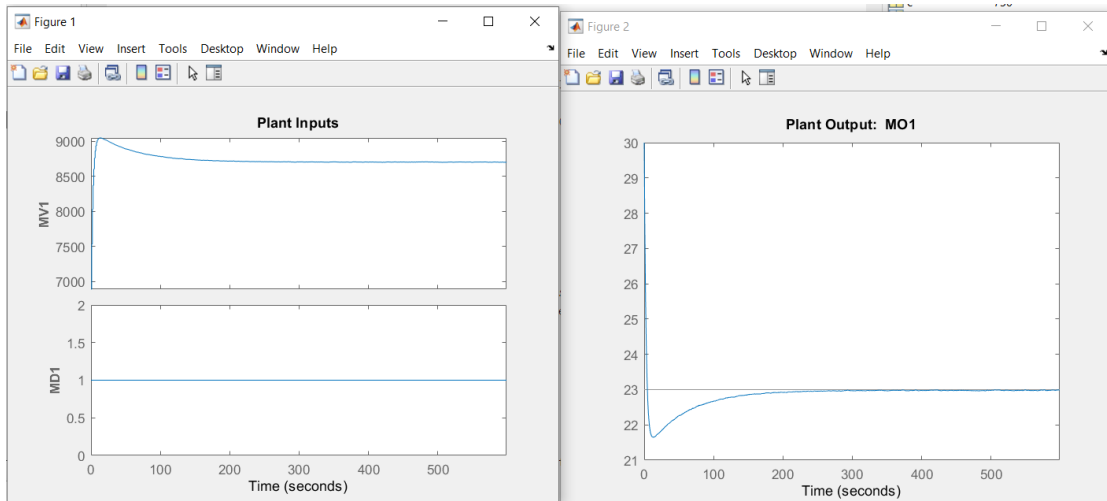 Figure 1
File Edit View Insert Tools Desktop Window Help
Plant Inputs
9000
8500
8000
7500
7000
MV1
2
1.5
1
0.5
0
MD1
0 100 200 300 400 500
Time (seconds)
Figure 2
File Edit View Insert Tools Desktop Window Help
Plant Output: MO1
30
29
28
27
26
25
24
23
22
21
0 100 200 300 400 500
Time (seconds)